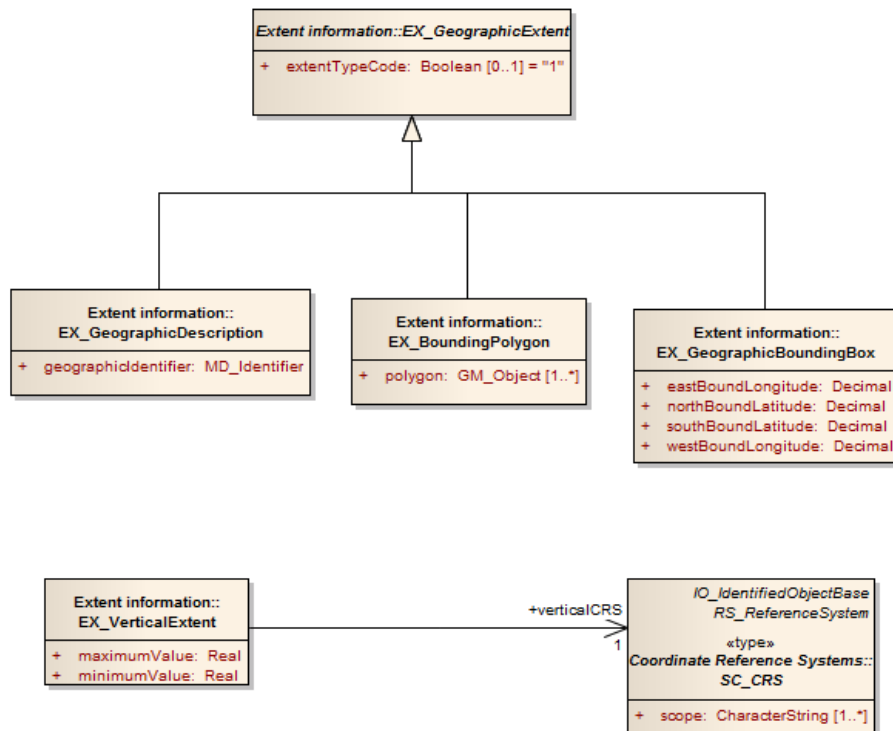 Extent information::EX_GeographicExtent
+ extentTypeCode: Boolean [0..1] = "1"
Extent information::
EX_GeographicDescription
+ geographicIdentifier: MD_Identifier
Extent information::
EX_BoundingPolygon
+ polygon: GM_Object [1..*]
Extent information::
EX_GeographicBoundingBox
+ eastBoundLongitude: Decimal
+ northBoundLatitude: Decimal
+ southBoundLatitude: Decimal
+ westBoundLongitude: Decimal
Extent information::
EX_VerticalExtent
+ maximumValue: Real
+ minimumValue: Real
+verticalCRS
1
IO_IdentifiedObjectBase
RS_ReferenceSystem
«type»
Coordinate Reference Systems::
SC_CRS
+ scope: CharacterString [1..*]